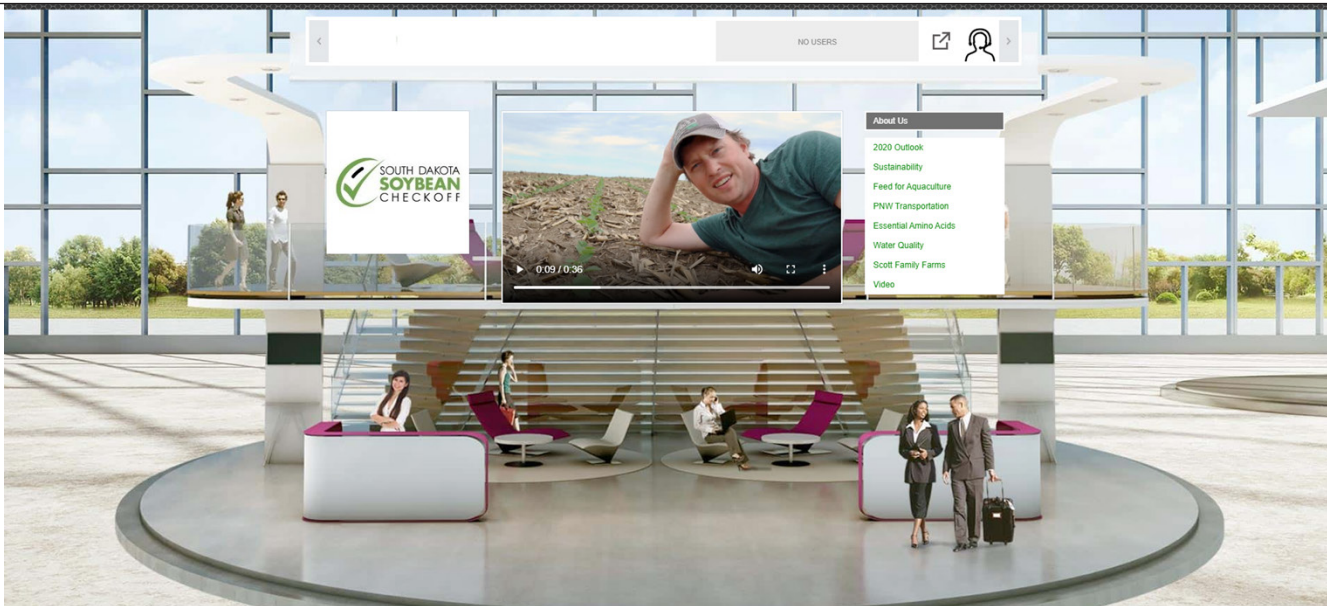 NO USERS
SOUTH DAKOTA
SOYBEAN
CHECKOFF
0:09 / 0:36
About Us
2020 Outlook
Sustainability
Feed for Aquaculture
PNW Transportation
Essential Amino Acids
Water Quality
Scott Family Farms
Video